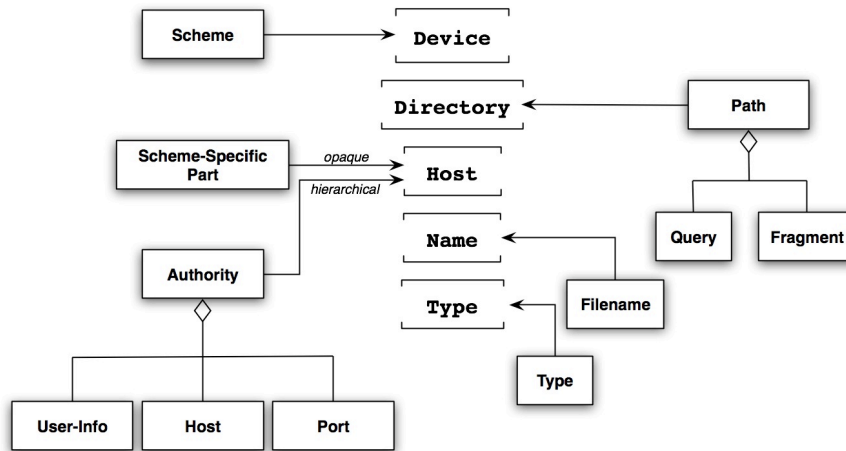 Scheme
Device
Directory
Path
Scheme-Specific
Part
opaque
hierarchical
Host
Name
Query
Fragment
Authority
Type
Filename
Type
User-Info
Host
Port